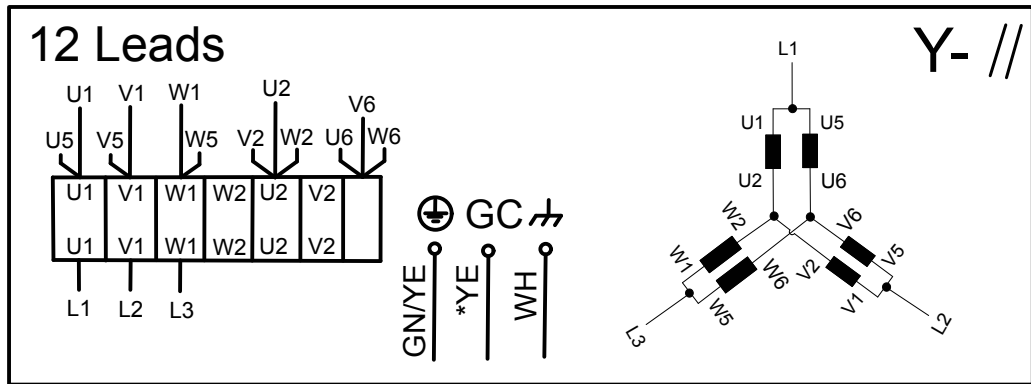 12 Leads
Y- //
U1 V1 W1 U2 V6
U5 V5 W5 V2 W2 U6 W6
U1 V1 W1 W2 U2 V2
U1 V1 W1 W2 U2 V2
L1 L2 L3
GC
GN/YE *YE WH
L1
U1 U5
U2 U6
W2 V6
W1 W6 V2 V5
W5 V1
L3 L2